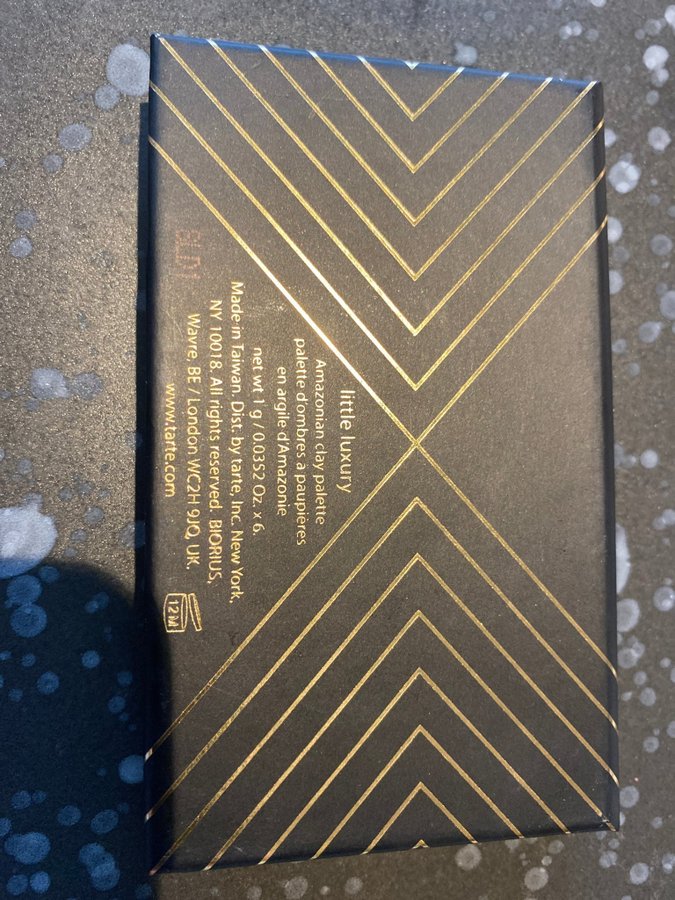 little luxury
Amazonian clay palette
palette d'ombres à paupières
en argile d'Amazonie
net wt 1 g / 0.0352 Oz. x 6.
Made in Taiwan. Dist. by tarte, Inc. New York,
NY 10018. All rights reserved. BIORIUS,
Wavre, BE / London WC2H 9JQ, UK.
www.tarte.com
12M